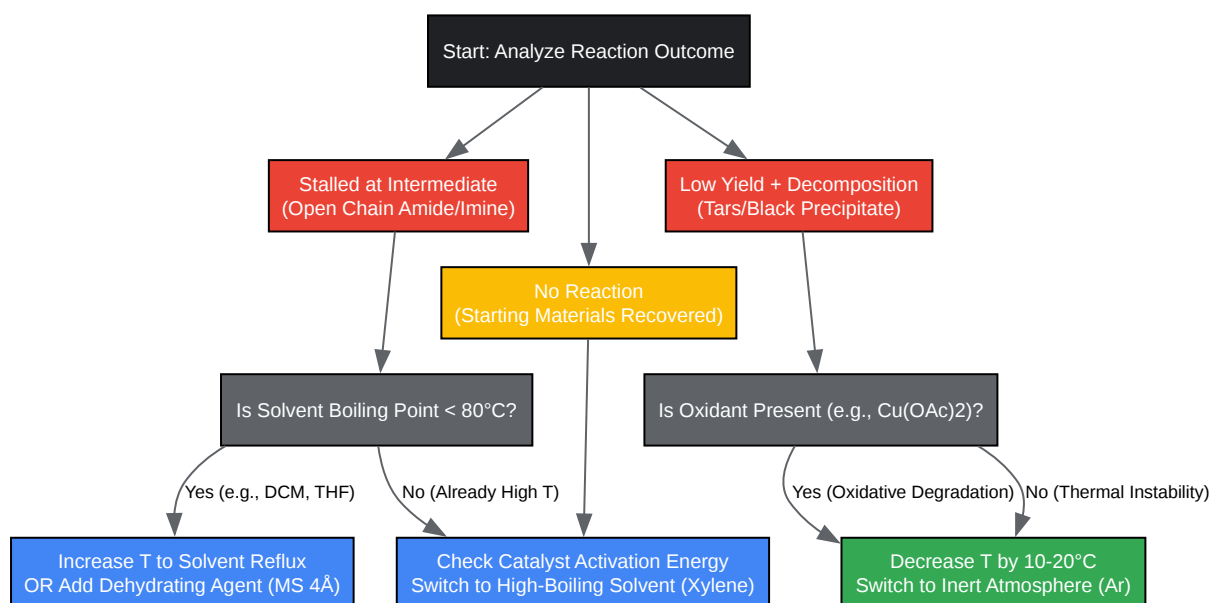 Start: Analyze Reaction Outcome
Stalled at Intermediate
(Open Chain Amide/Imine)
Low Yield + Decomposition
(Tars/Black Precipitate)
No Reaction
(Starting Materials Recovered)
Is Solvent Boiling Point < 80°C?
Is Oxidant Present (e.g., Cu(OAc)2)?
Yes (e.g., DCM, THF)
No (Already High T)
Yes (Oxidative Degradation)
No (Thermal Instability)
Increase T to Solvent Reflux
OR Add Dehydrating Agent (MS 4Å)
Check Catalyst Activation Energy
Switch to High-Boiling Solvent (Xylene)
Decrease T by 10-20°C
Switch to Inert Atmosphere (Ar)